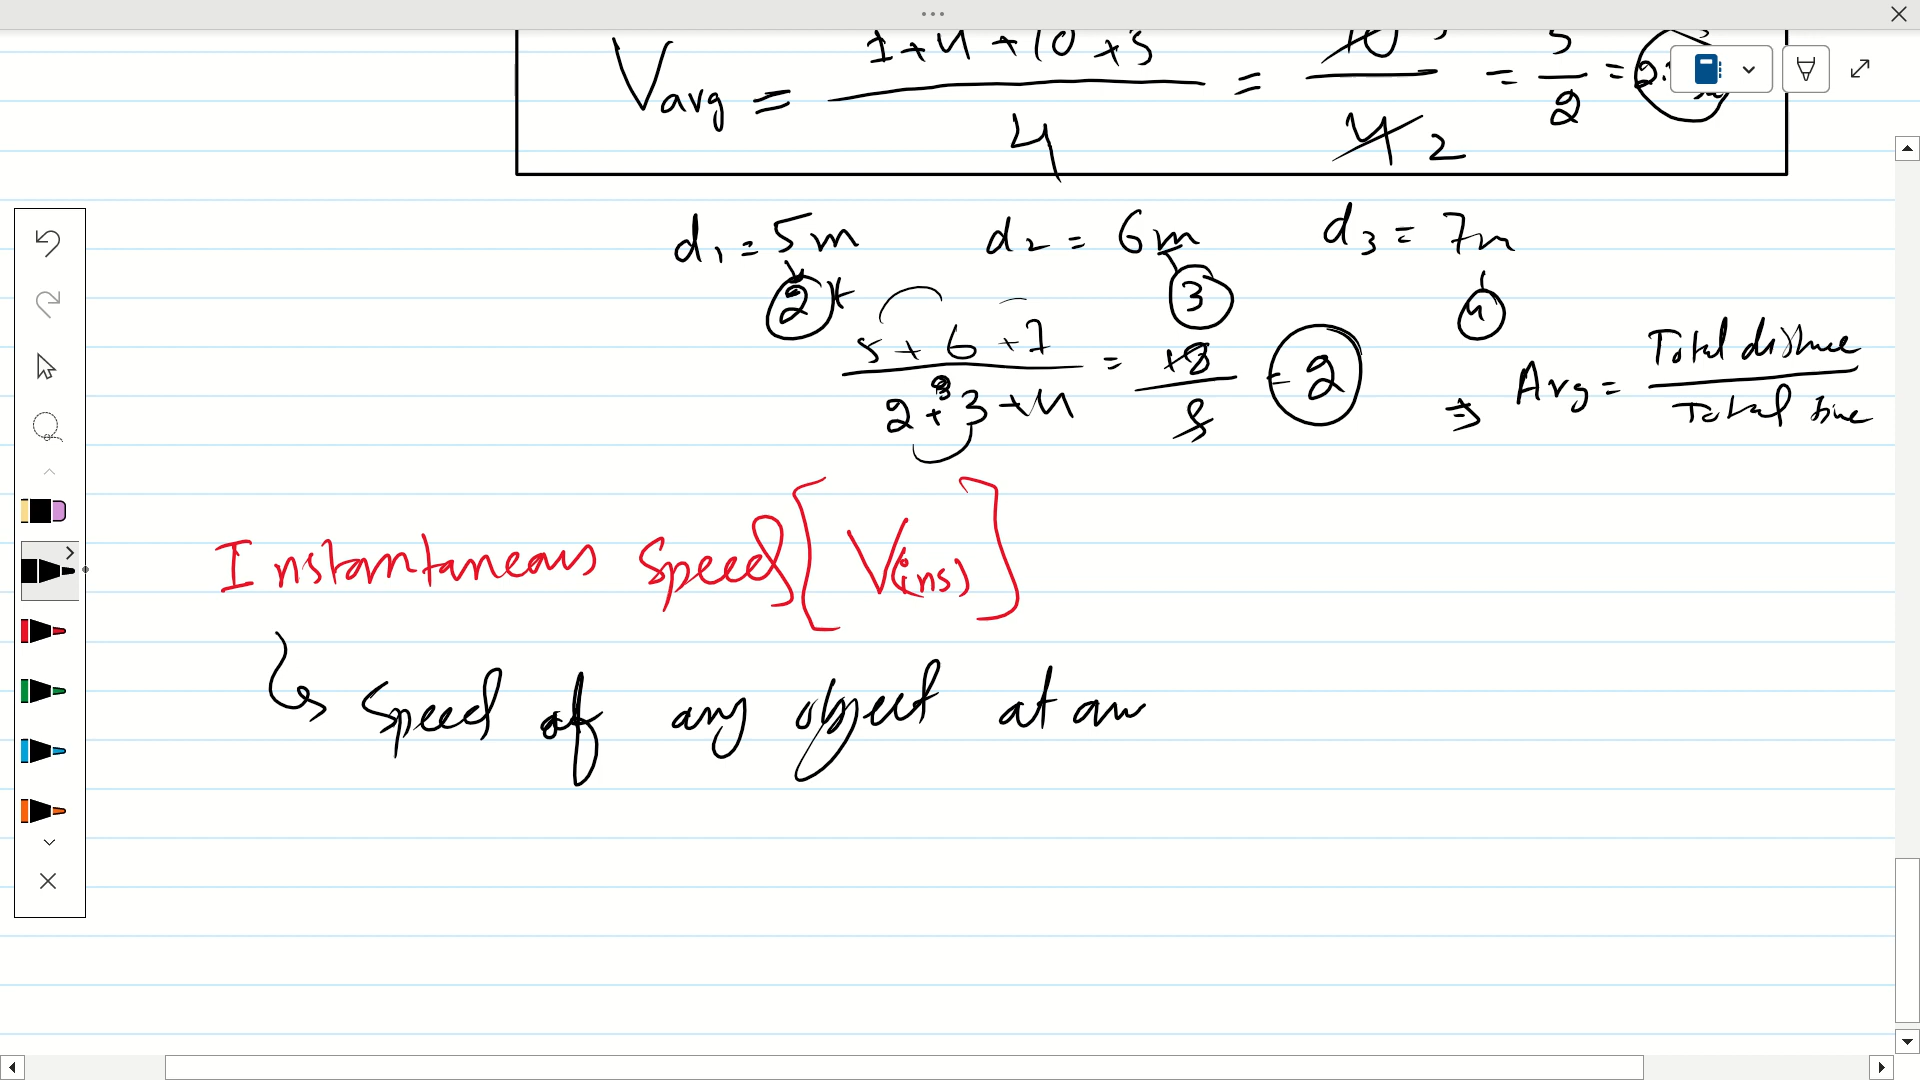 Varg = 1+4+10+5 / 4 = 10 / 4 2 = 5 / 2 =
d1 = 5m d2 = 6m d3 = 7m
2 3 4
5 + 6 + 7 / 2 + 3 + 4 = 18 / 9 = 2 ⇒ Avg = Total distance / Total time
Instantaneous Speed [V(ins)]
Speed of any object at an